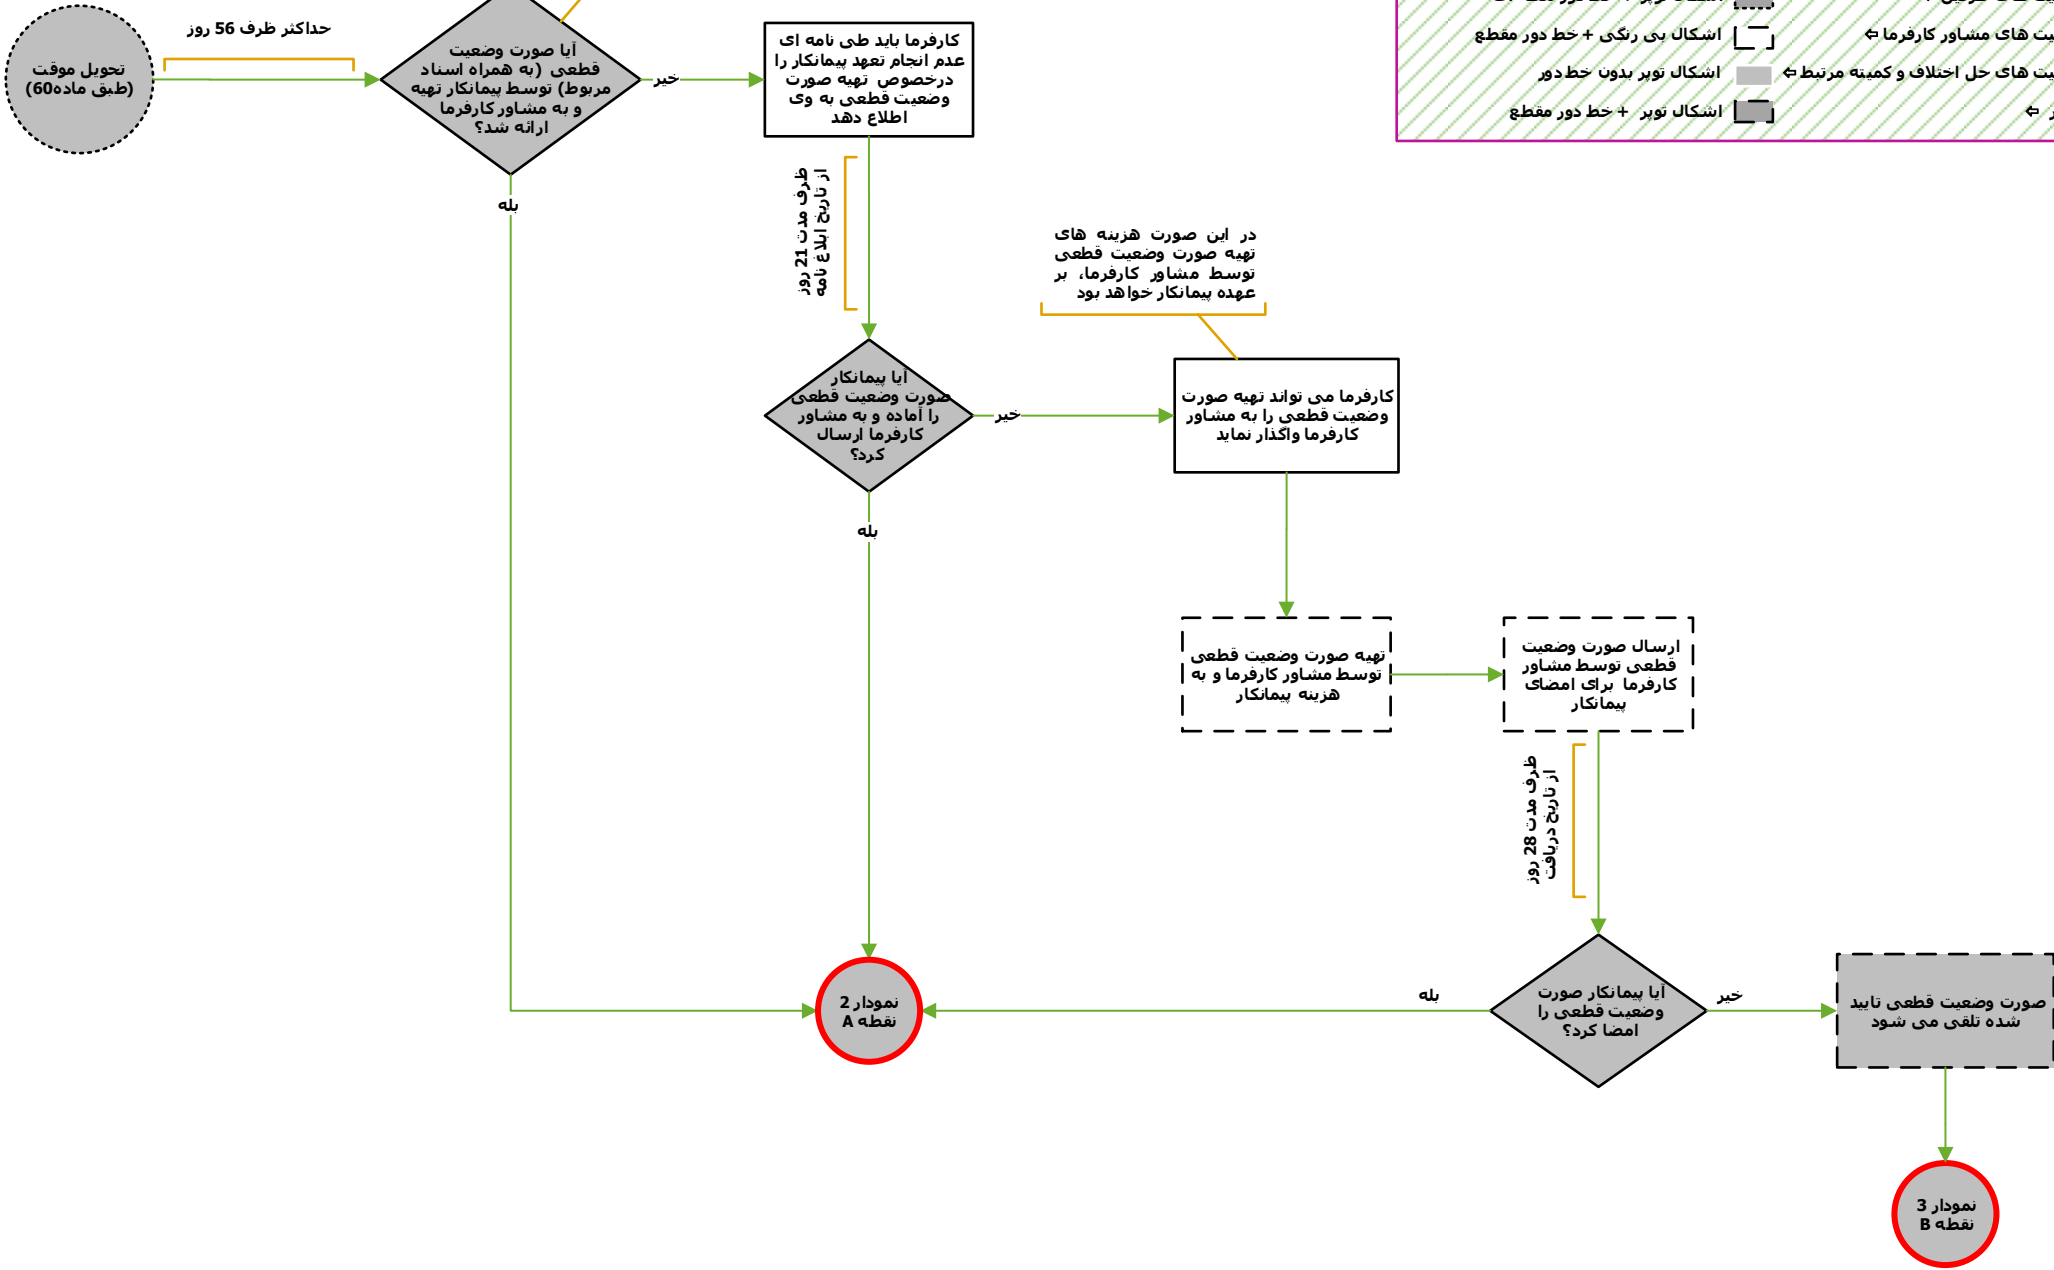 تحویل موقت
(طبق ماده60)
حداکثر ظرف 56 روز
آیا صورت وضعیت
قطعی (به همراه اسناد
مربوط) توسط پیمانکار تهیه
و به مشاور کارفرما
ارائه شد؟
خیر
بله
کارفرما باید طی نامه ای
عدم انجام تعهد پیمانکار را
درخصوص تهیه صورت
وضعیت قطعی به وی
اطلاع دهد
های مشاور کارفرما ⇦
اشکال بی رنگی + خط دور مقطع
های حل اختلاف و کمیته مرتبط ⇦
اشکال توپر بدون خط دور
⇦
اشکال توپر + خط دور مقطع
ظرف مدت 21 روز
از تاریخ ابلاغ نامه
در این صورت هزینه های
تهیه صورت وضعیت قطعی
توسط مشاور کارفرما، بر
عهده پیمانکار خواهد بود
آیا پیمانکار
صورت وضعیت قطعی
را آماده و به مشاور
کارفرما ارسال
کرد؟
خیر
بله
کارفرما می تواند تهیه صورت
وضعیت قطعی را به مشاور
کارفرما واگذار نماید
تهیه صورت وضعیت قطعی
توسط مشاور کارفرما و به
هزینه پیمانکار
ارسال صورت وضعیت
قطعی توسط مشاور
کارفرما برای امضای
پیمانکار
ظرف مدت 28 روز
از تاریخ دریافت
آیا پیمانکار صورت
وضعیت قطعی را
امضا کرد؟
بله
خیر
نمودار 2
نقطه A
صورت وضعیت قطعی تایید
شده تلقی می شود
نمودار 3
نقطه B